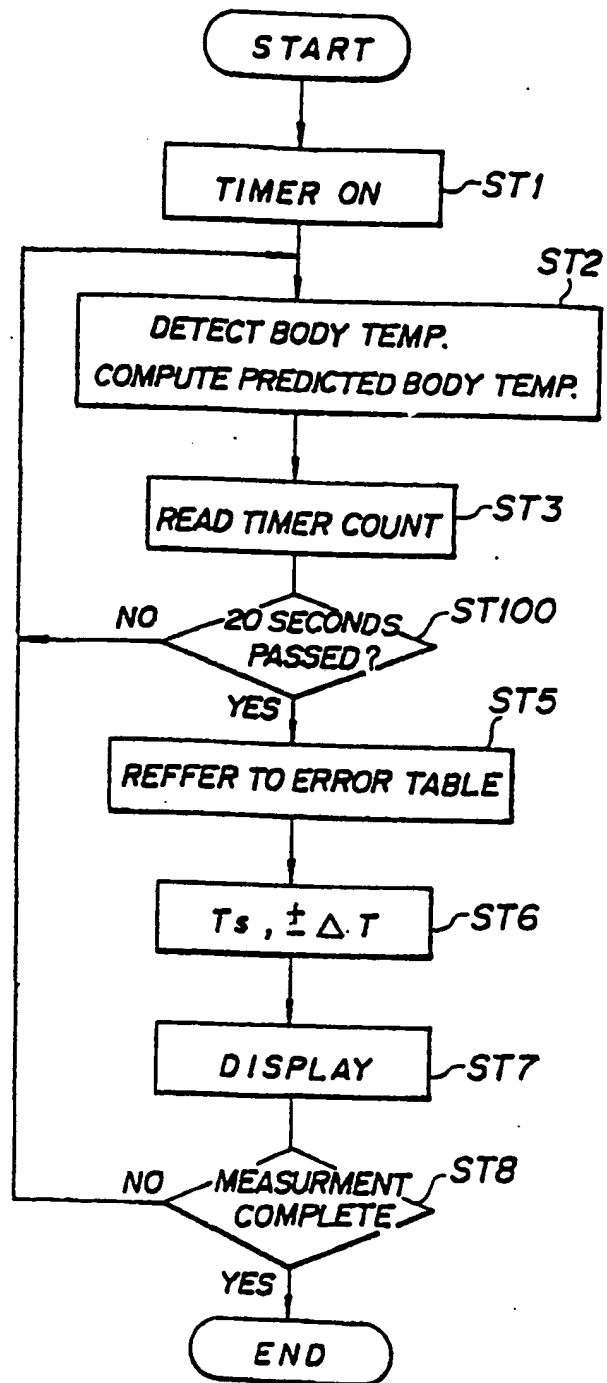 START
TIMER ON
ST1
ST2
DETECT BODY TEMP.
COMPUTE PREDICTED BODY TEMP.
READ TIMER COUNT
ST3
NO
20 SECONDS
PASSED?
ST100
YES
ST5
REFFER TO ERROR TABLE
Ts, ± △.T
ST6
DISPLAY
ST7
NO
MEASURMENT
COMPLETE
ST8
YES
END